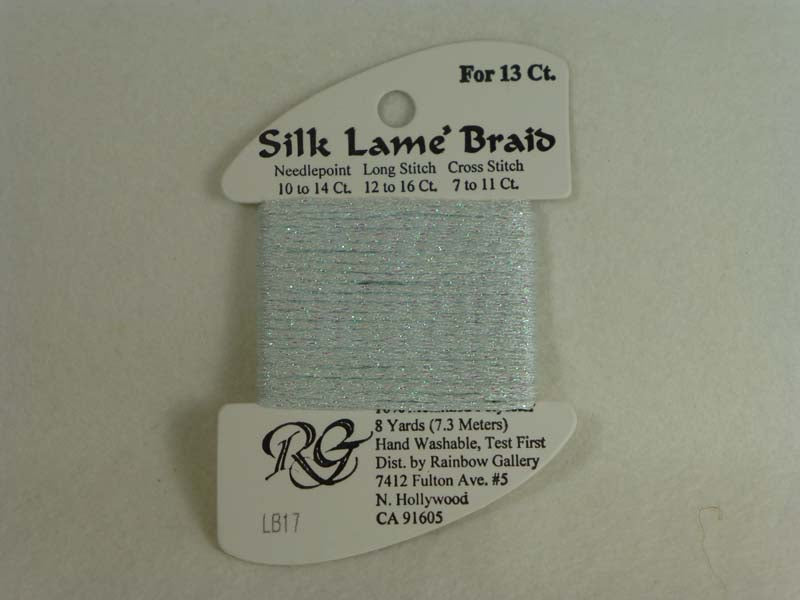 For 13 Ct.
Silk Lamé Braid
Needlepoint Long Stitch Cross Stitch
10 to 14 Ct. 12 to 16 Ct. 7 to 11 Ct.
8 Yards (7.3 Meters)
Hand Washable, Test First
Dist. by Rainbow Gallery
7412 Fulton Ave. #5
N. Hollywood
CA 91605
RG
LB17